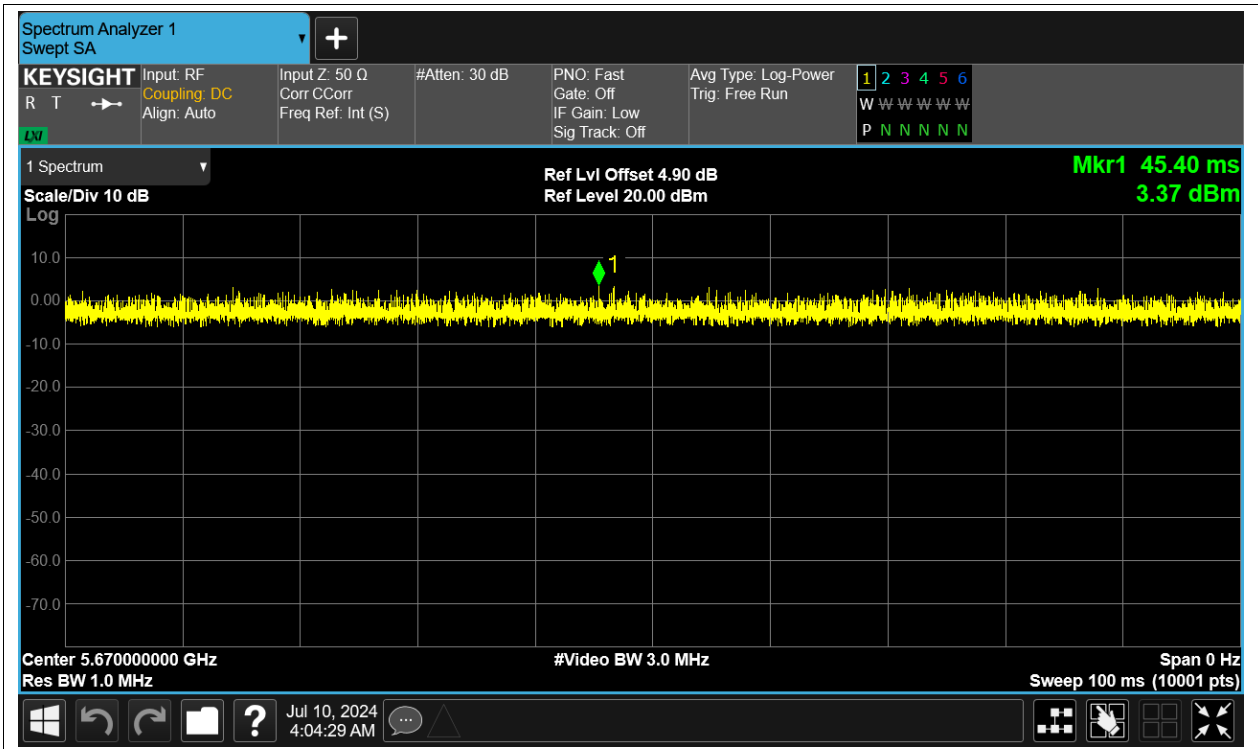 Spectrum Analyzer 1
Swept SA
KEYSIGHT
R T
LXI
Input: RF
Coupling: DC
Align: Auto
Input Z: 50 Ω
Corr CCorr
Freq Ref: Int (S)
#Atten: 30 dB
PNO: Fast
Gate: Off
IF Gain: Low
Sig Track: Off
Avg Type: Log-Power
Trig: Free Run
1 2 3 4 5 6
W W W W W W
P N N N N N
1 Spectrum
Scale/Div 10 dB
Ref Lvl Offset 4.90 dB
Ref Level 20.00 dBm
Mkr1 45.40 ms
3.37 dBm
Log
10.0
0.00
-10.0
-20.0
-30.0
-40.0
-50.0
-60.0
-70.0
1
Center 5.670000000 GHz
Res BW 1.0 MHz
#Video BW 3.0 MHz
Span 0 Hz
Sweep 100 ms (10001 pts)
?
Jul 10, 2024
4:04:29 AM